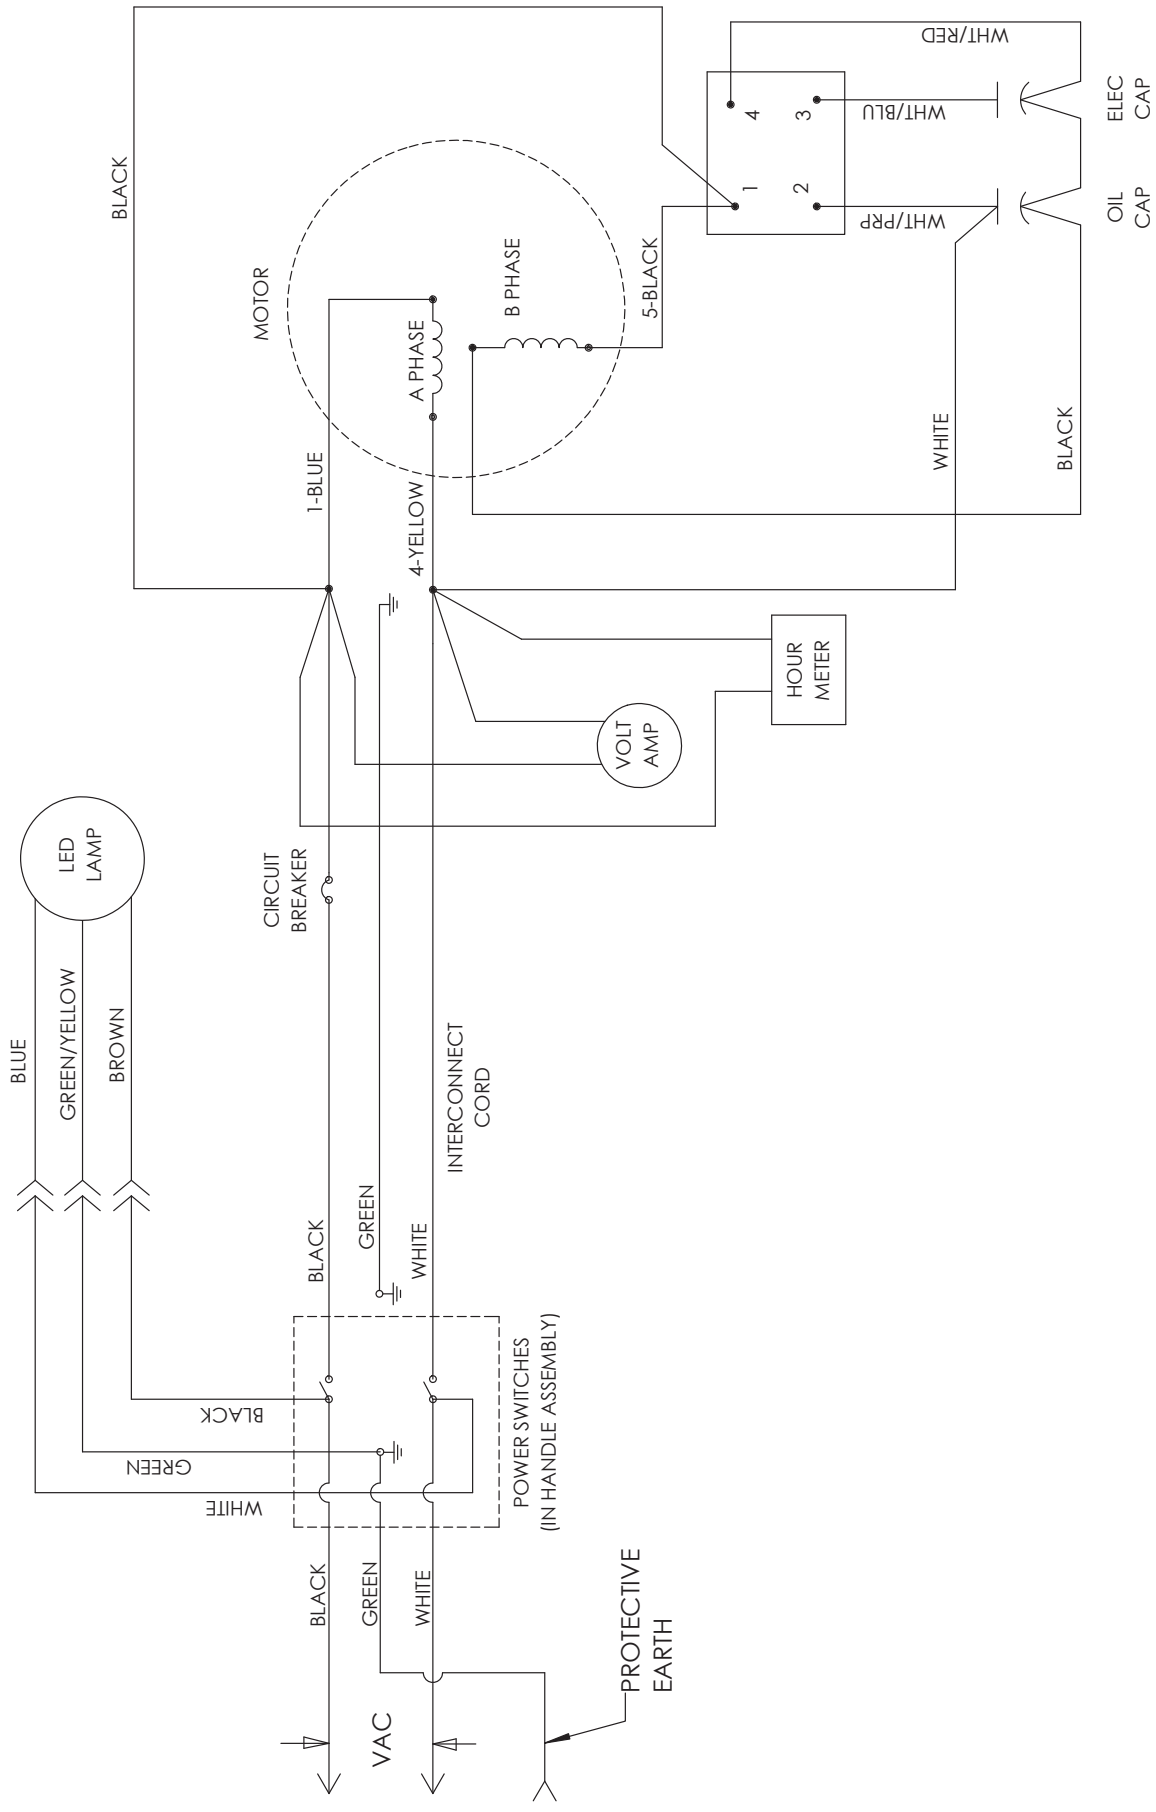 BLUE
GREEN/YELLOW
BROWN
LED
LAMP
WHITE
GREEN
BLACK
BLACK
GREEN
WHITE
VAC
PROTECTIVE
EARTH
POWER SWITCHES
(IN HANDLE ASSEMBLY)
BLACK
GREEN
WHITE
INTERCONNECT
CORD
CIRCUIT
BREAKER
VOLT
AMP
HOUR
METER
BLACK
MOTOR
1-BLUE
4-YELLOW
A PHASE
B PHASE
5-BLACK
1
4
2
3
WHT/RED
WHT/BLU
WHT/PRP
WHITE
BLACK
OIL
CAP
ELEC
CAP